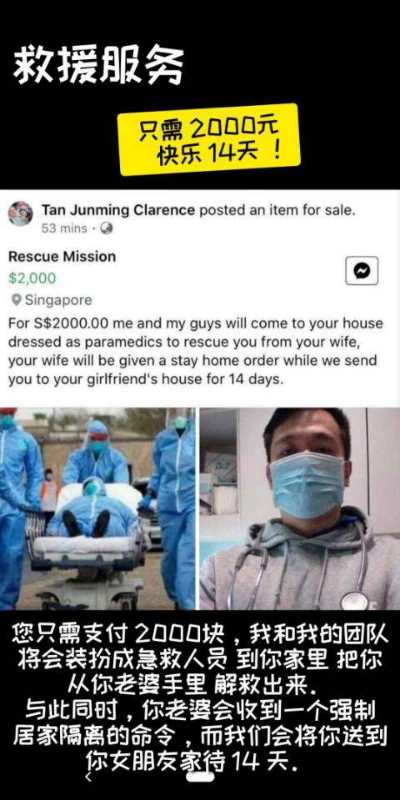 救援服务
只需 2000元
快乐 14天 ！
Tan Junming Clarence posted an item for sale.
53 mins ·
Rescue Mission
$2,000
Singapore
For S$2000.00 me and my guys will come to your house
dressed as paramedics to rescue you from your wife,
your wife will be given a stay home order while we send
you to your girlfriend's house for 14 days.
您只需支付 2000块，我和我的团队
将会装扮成急救人员 到你家里 把你
从你老婆手里 解救出来.
与此同时，你老婆会收到一个强制
居家隔离的命令，而我们会将你送到
你女朋友家待 14 天.